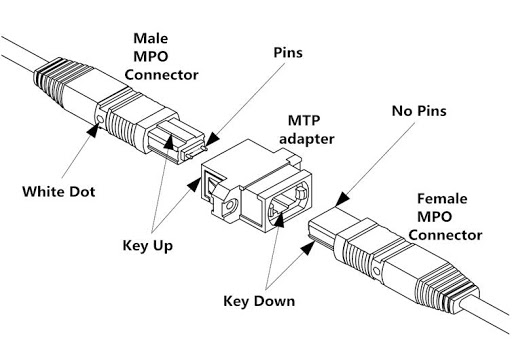 Male
MPO
Connector
Pins
MTP
adapter
No Pins
White Dot
Key Up
Female
MPO
Connector
Key Down